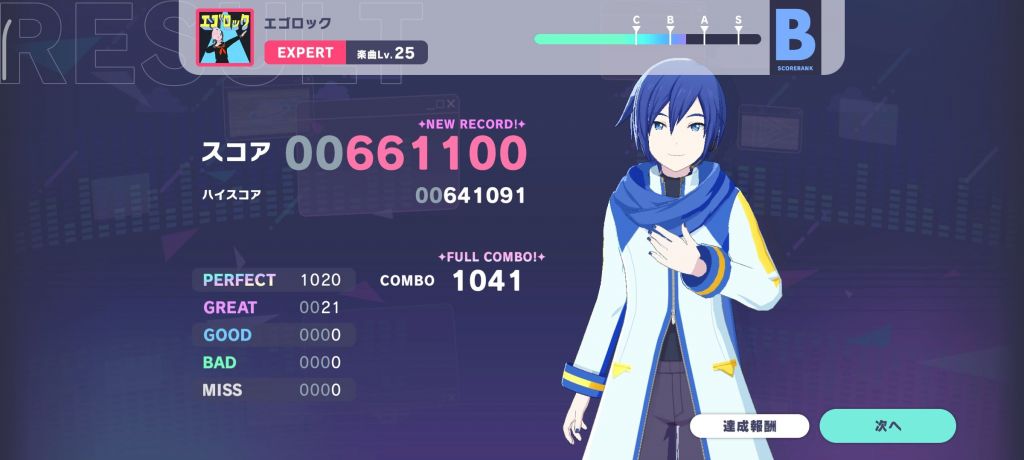 RESULT
エゴロック
エゴロック
EXPERT 楽曲Lv.25
C B A S
B
SCORERANK
NEW RECORD!
スコア 00661100
ハイスコア 00641091
FULL COMBO!
PERFECT 1020
COMBO 1041
GREAT 0021
GOOD 0000
BAD 0000
MISS 0000
達成報酬
次へ